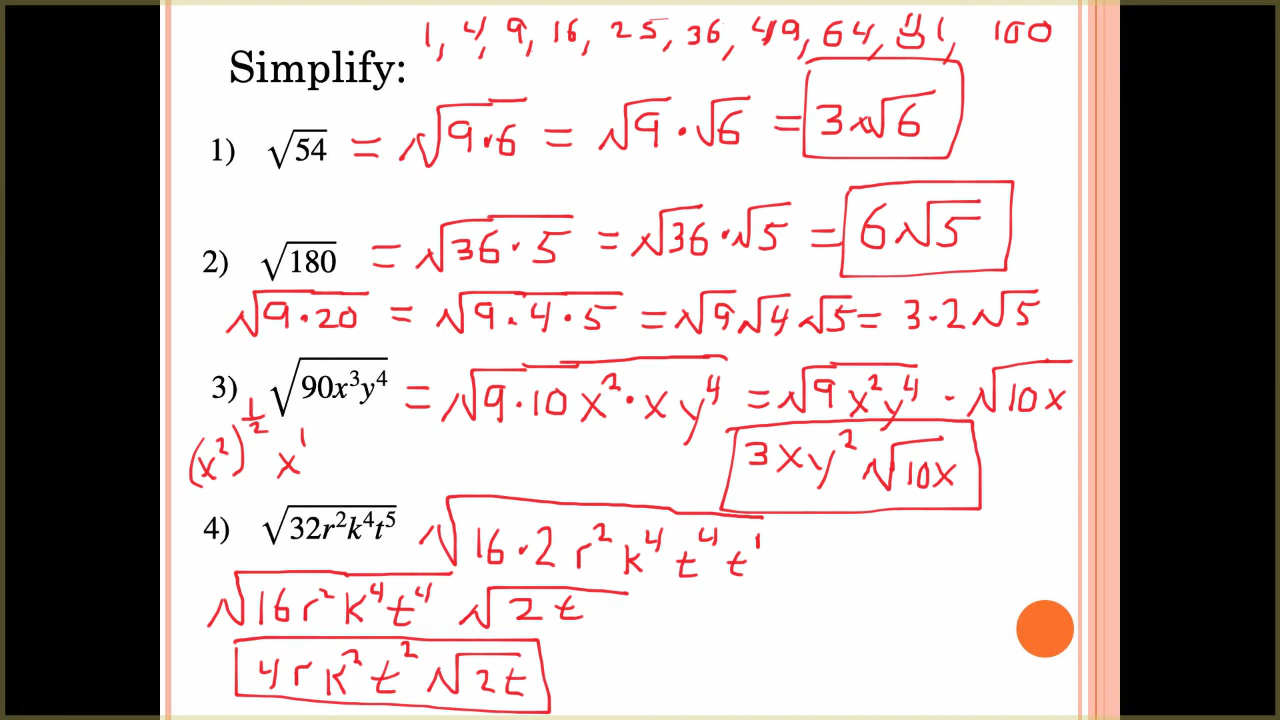 1, 4, 9, 16, 25, 36, 49, 64, 81, 100
Simplify:
1) √54 = √9·6 = √9 · √6 = 3√6
2) √180 = √36·5 = √36 · √5 = 6√5
√9·20 = √9·4·5 = √9 √4 √5 = 3·2√5
3) √90x³y⁴ = √9·10x²·xy⁴ = √9x²y⁴ · √10x
(x²)^½ x¹
3xy²√10x
4) √32r²k⁴t⁵ √16·2r²k⁴t⁴t¹
√16r²k⁴t⁴ √2t
4rk²t²√2t